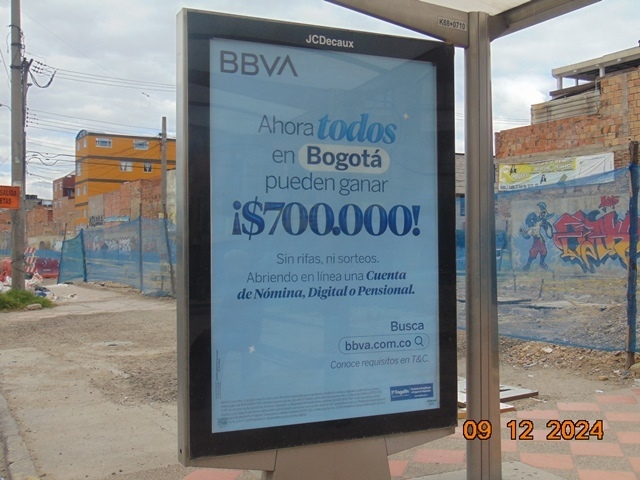 K68#9710
JCDecaux
BBVA
Ahora todos
en Bogotá
pueden ganar
¡$700.000!
Sin rifas, ni sorteos.
Abriendo en línea una Cuenta
de Nómina, Digital o Pensional.
Busca
bbva.com.co
Conoce requisitos en T&C.
09 12 2024